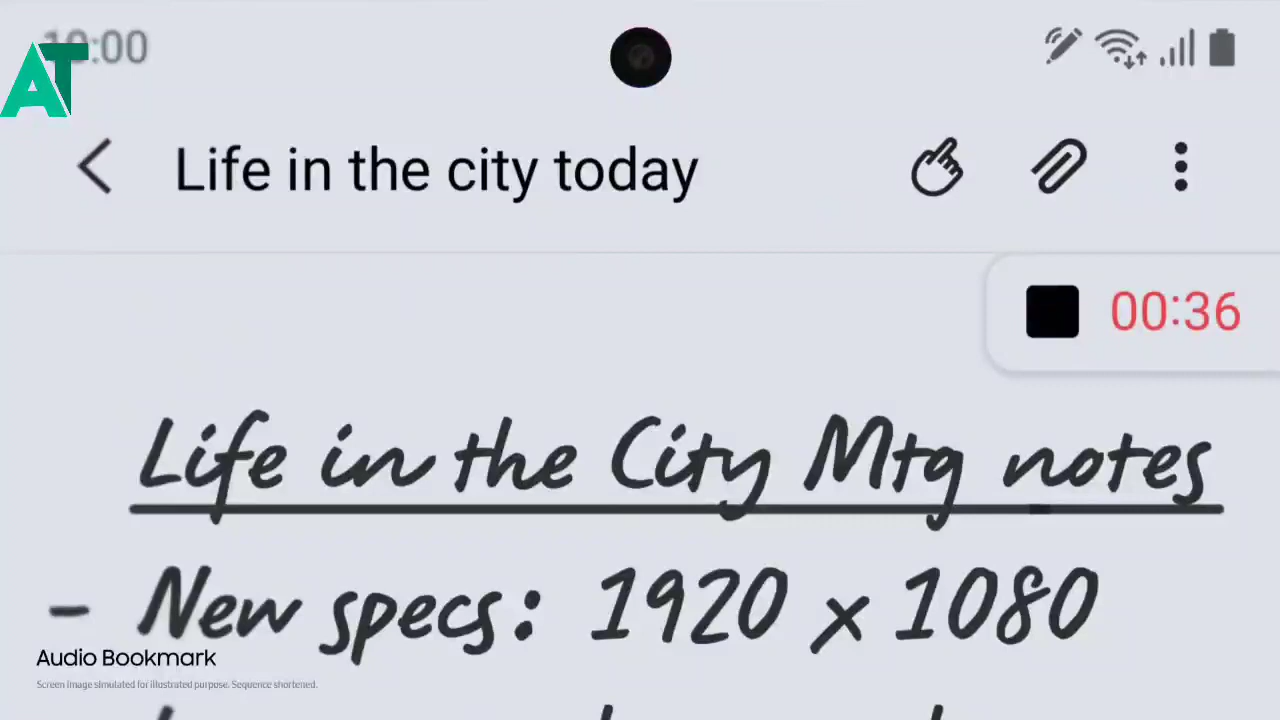 AT
:00
Life in the city today
00:36
Life in the City Mtg notes
- New specs: 1920 x 1080
Audio Bookmark
Screen image simulated for illustrated purpose. Sequence shortened.